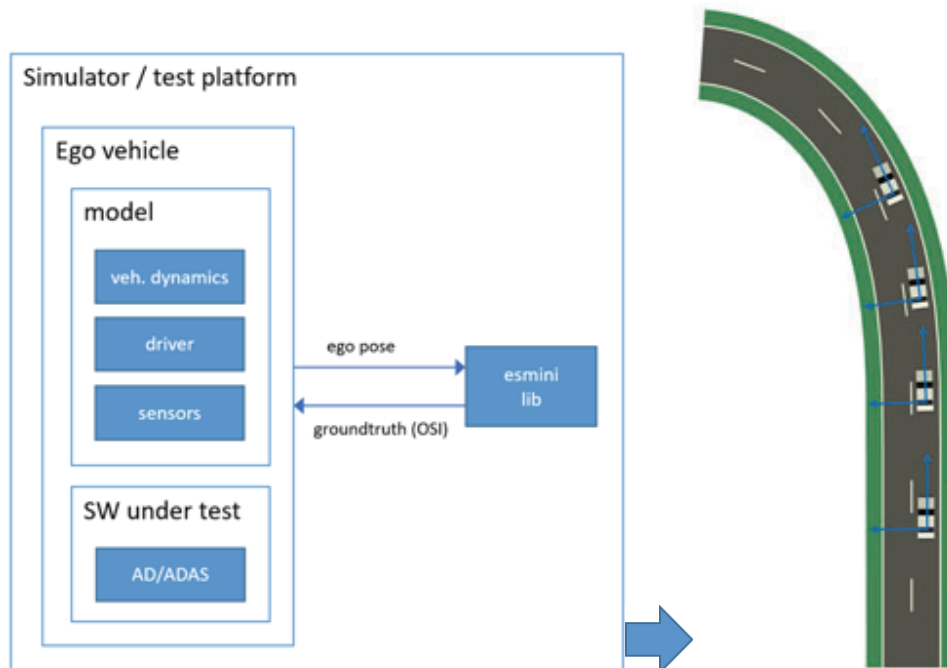 Simulator / test platform
Ego vehicle
model
veh. dynamics
driver
sensors
ego pose
groundtruth (OSI)
esmini
lib
SW under test
AD/ADAS